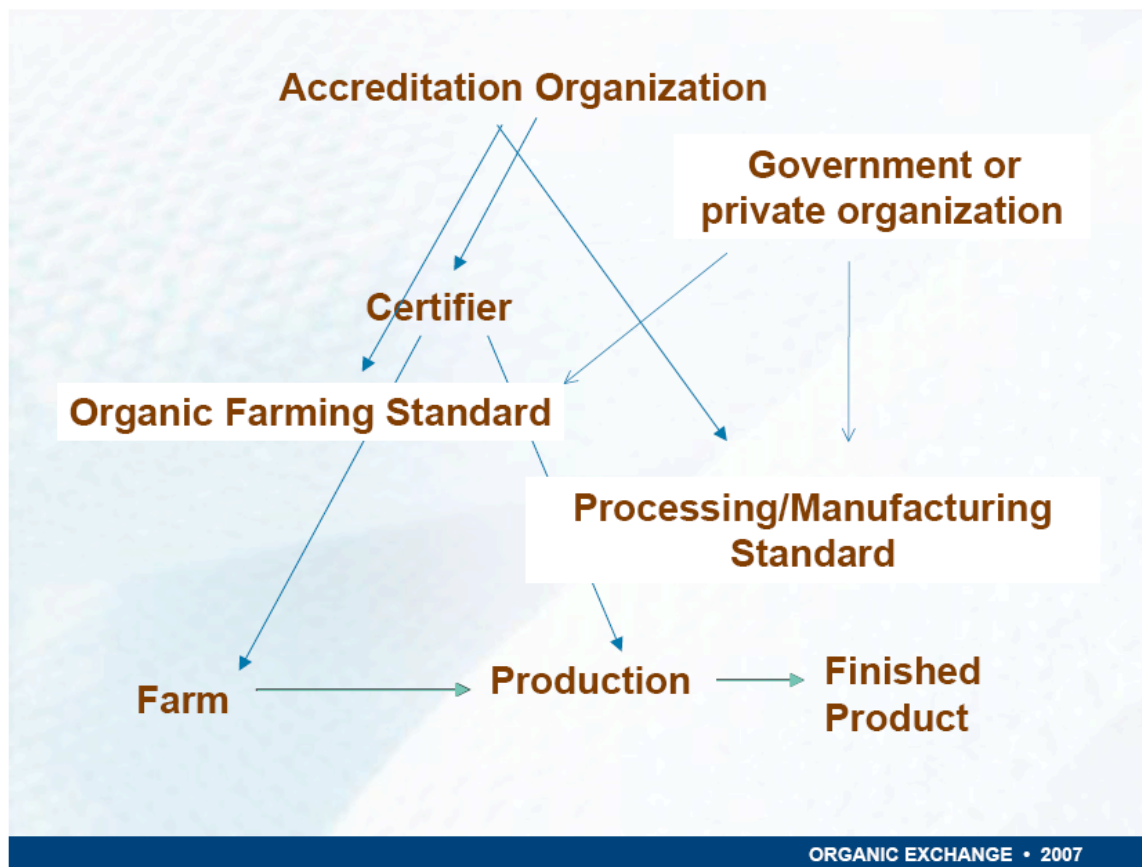 Accreditation Organization
Government or
private organization
Certifier
Organic Farming Standard
Processing/Manufacturing
Standard
Farm
Production
Finished
Product
ORGANIC EXCHANGE • 2007